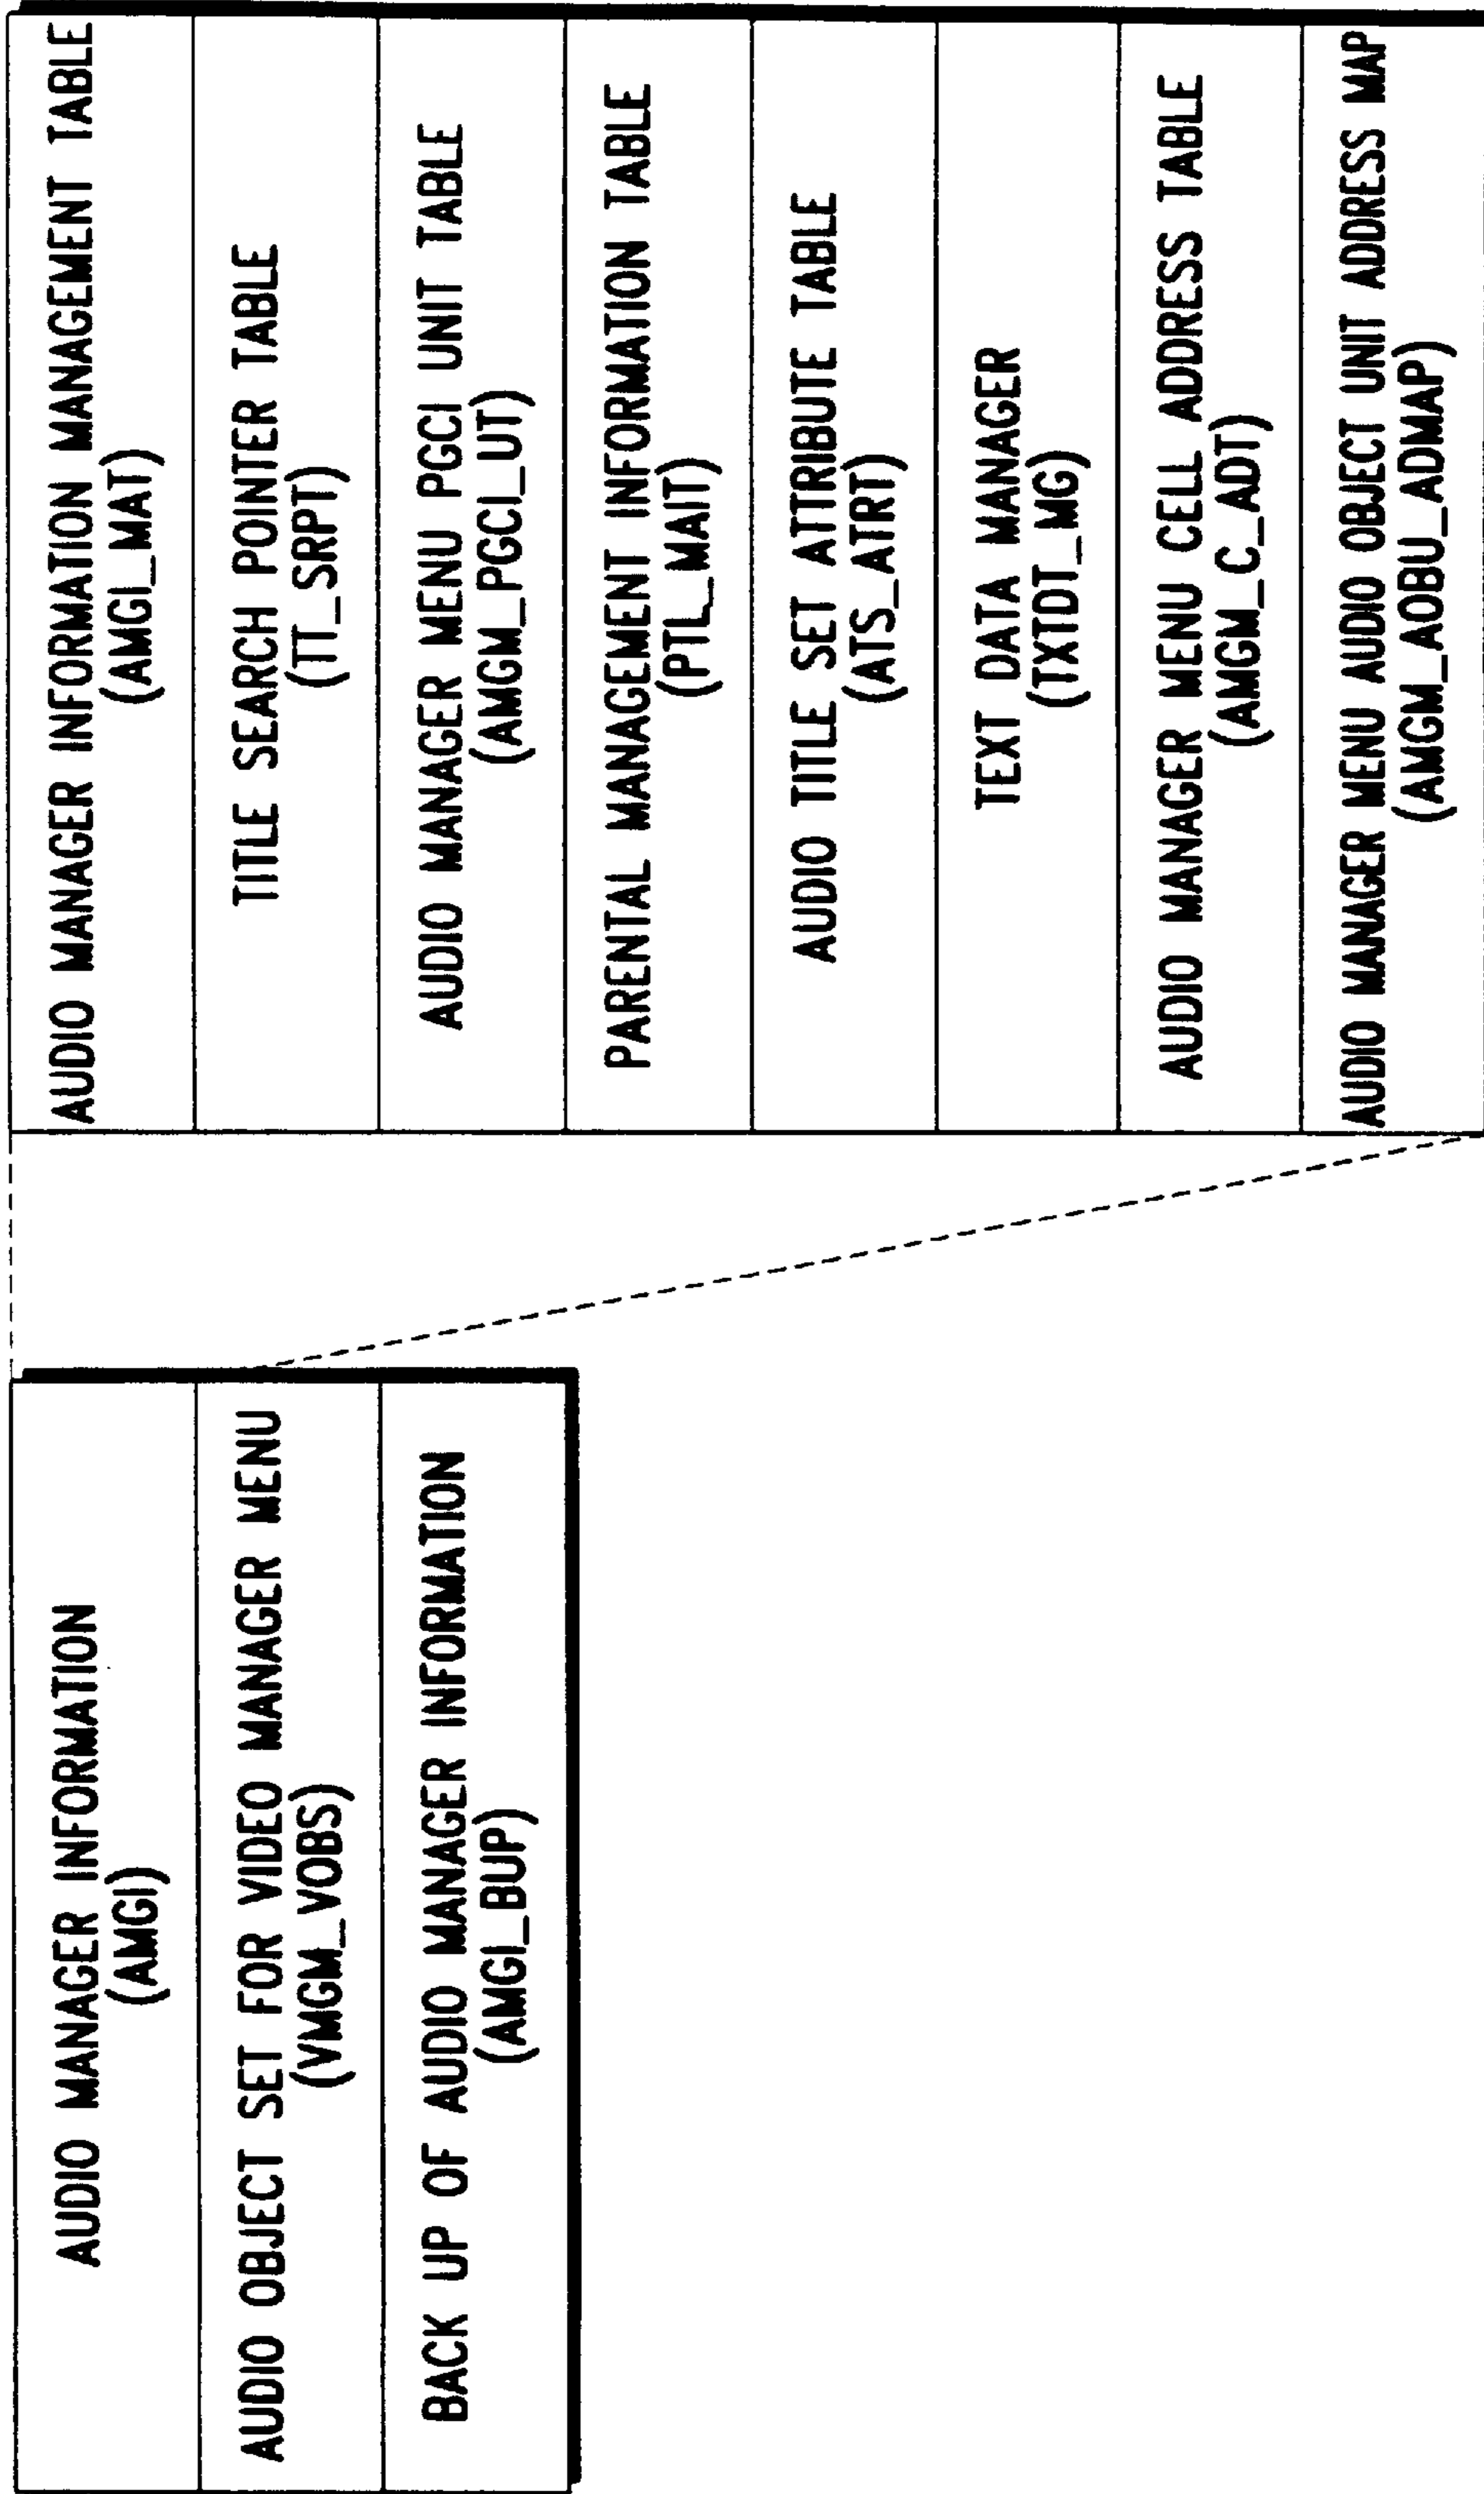 AUDIO MANAGER INFORMATION
(AMGI)
AUDIO OBJECT SET FOR VIDEO MANAGER MENU
(VMGM_VOBS)
BACK UP OF AUDIO MANAGER INFORMATION
(AMGI_BUP)
AUDIO MANAGER INFORMATION MANAGEMENT TABLE
(AMGI_MAT)
TITLE SEARCH POINTER TABLE
(TT_SRPT)
AUDIO MANAGER MENU PGCI UNIT TABLE
(AMGM_PGCI_UT)
PARENTAL MANAGEMENT INFORMATION TABLE
(PTL_MAIT)
AUDIO TITLE SET ATTRIBUTE TABLE
(ATS_ATRT)
TEXT DATA MANAGER
(TXTDT_MG)
AUDIO MANAGER MENU CELL ADDRESS TABLE
(AMGM_C_ADT)
AUDIO MANAGER MENU AUDIO OBJECT UNIT ADDRESS MAP
(AMGM_AOBU_ADMAP)